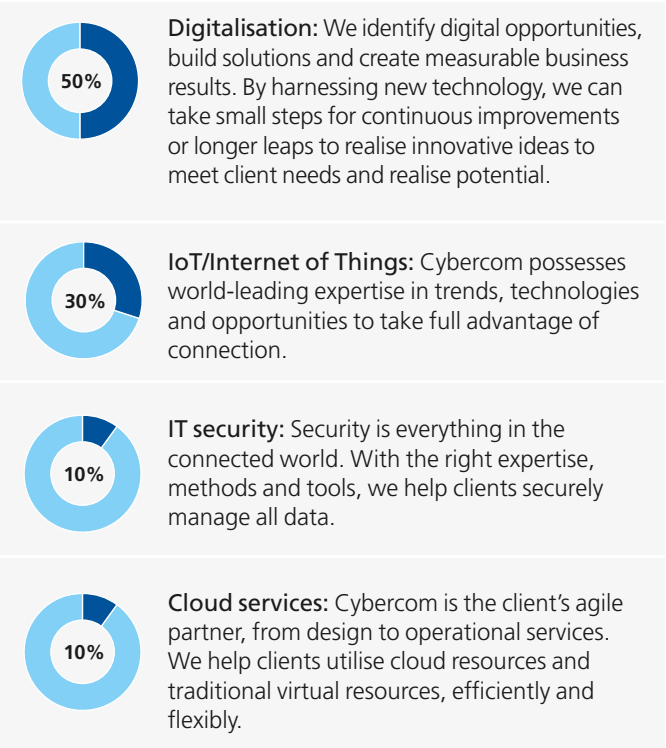 50%
Digitalisation: We identify digital opportunities,
build solutions and create measurable business
results. By harnessing new technology, we can
take small steps for continuous improvements
or longer leaps to realise innovative ideas to
meet client needs and realise potential.
30%
IoT/Internet of Things: Cybercom possesses
world-leading expertise in trends, technologies
and opportunities to take full advantage of
connection.
10%
IT security: Security is everything in the
connected world. With the right expertise,
methods and tools, we help clients securely
manage all data.
10%
Cloud services: Cybercom is the client’s agile
partner, from design to operational services.
We help clients utilise cloud resources and
traditional virtual resources, efficiently and
flexibly.